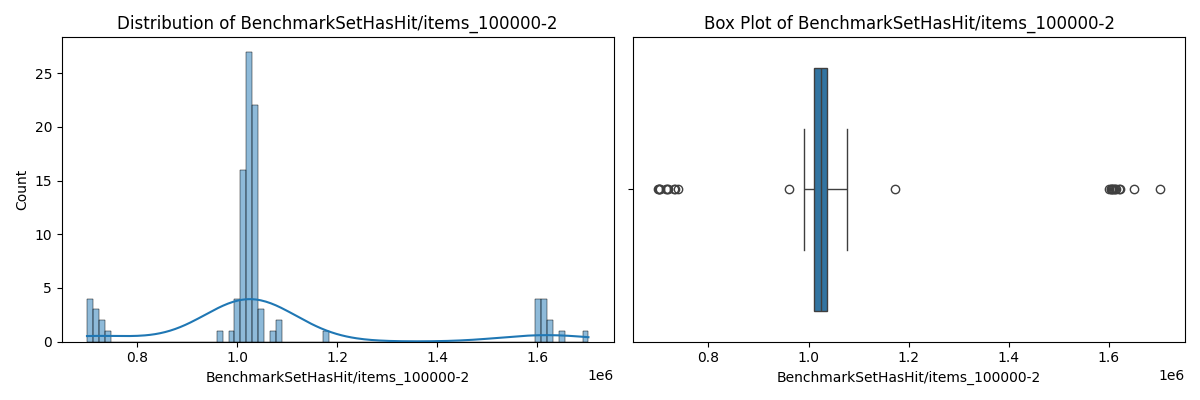 Distribution of BenchmarkSetHasHit/items_100000-2
Count
25
20
15
10
5
0
0.8 1.0 1.2 1.4 1.6
1e6
BenchmarkSetHasHit/items_100000-2
Box Plot of BenchmarkSetHasHit/items_100000-2
0.8 1.0 1.2 1.4 1.6
1e6
BenchmarkSetHasHit/items_100000-2